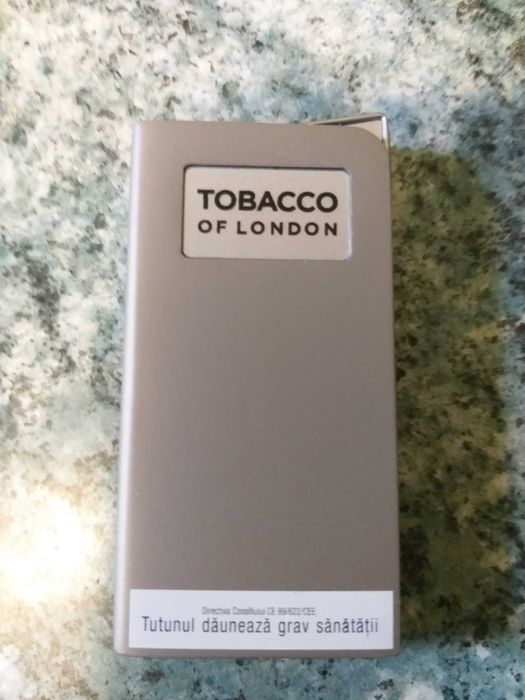 TOBACCO
OF LONDON
Directiva Consiliului CE 89/622/CEE
Tutunul dăunează grav sănătății